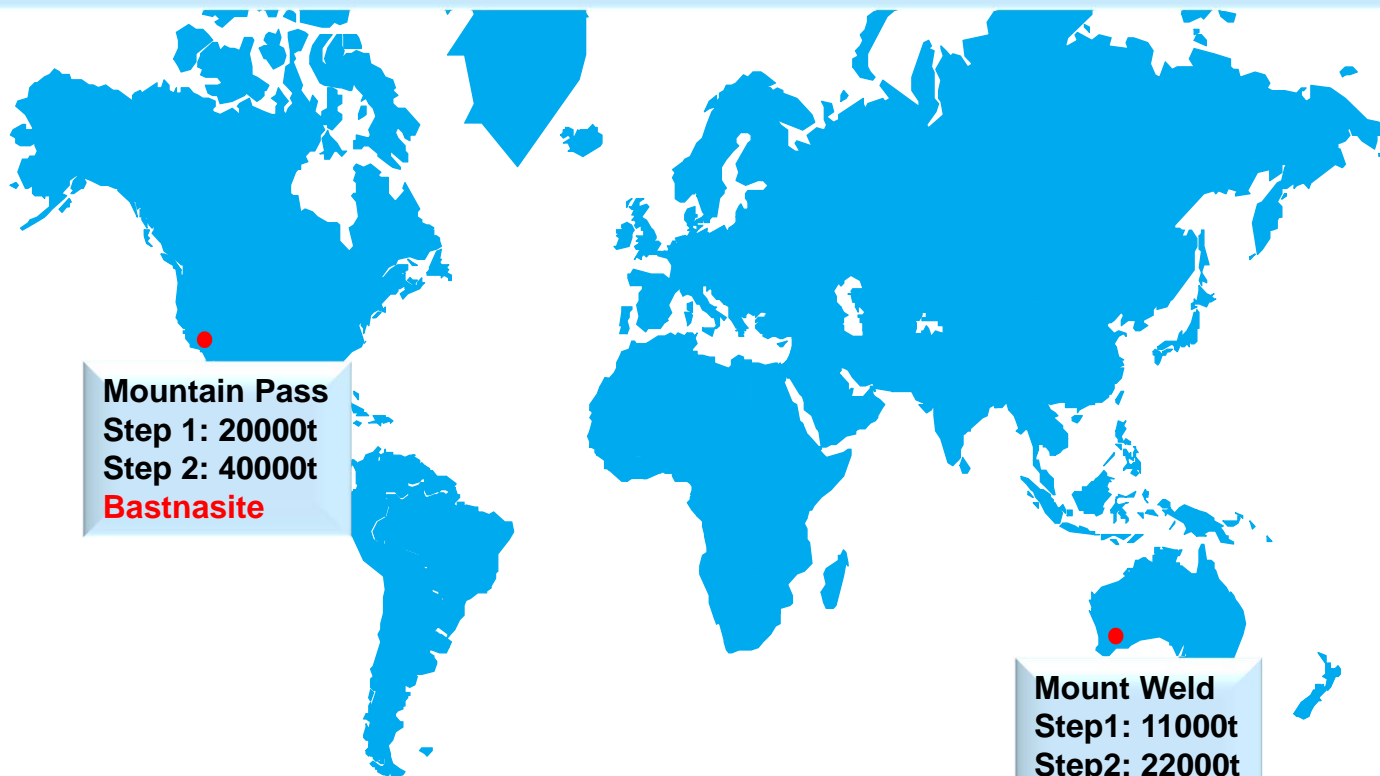 Mountain Pass
Step 1: 20000t
Step 2: 40000t
Bastnasite
Mount Weld
Step1: 11000t
Step2: 22000t